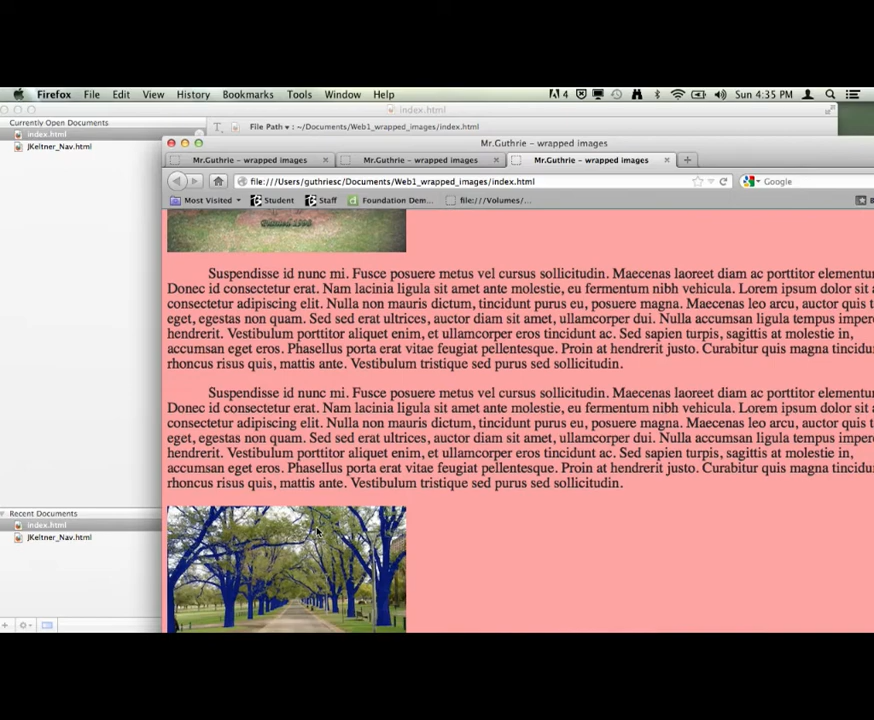 Firefox File Edit View History Bookmarks Tools Window Help 4 Sun 4:35 PM
index.html
Currently Open Documents
index.html
JKeltner_Nav.html
File Path : ~/Documents/Web1_wrapped_images/index.html
Mr.Guthrie - wrapped images
Mr.Guthrie - wrapped images Mr.Guthrie - wrapped images Mr.Guthrie - wrapped images
file:///Users/guthriesc/Documents/Web1_wrapped_images/index.html Google
Most Visited Student Staff Foundation Dem... file:///Volumes/...
Suspendisse id nunc mi. Fusce posuere metus vel cursus sollicitudin. Maecenas laoreet diam ac porttitor elementu
Donec id consectetur erat. Nam lacinia ligula sit amet ante molestie, eu fermentum nibh vehicula. Lorem ipsum dolor sit a
consectetur adipiscing elit. Nulla non mauris dictum, tincidunt purus eu, posuere magna. Maecenas leo arcu, auctor quis t
eget, egestas non quam. Sed sed erat ultrices, auctor diam sit amet, ullamcorper dui. Nulla accumsan ligula sed varius impere
hendrerit. Vestibulum porttitor aliquet enim, et ullamcorper eros tincidunt ac. Sed sapien turpis, sagittis at molestie in,
accumsan eget eros. Phasellus porta erat vitae feugiat pellentesque. Proin at hendrerit justo. Curabitur quis magna tincidu
rhoncus risus quis, mattis ante. Vestibulum tristique sed purus sed sollicitudin.
Suspendisse id nunc mi. Fusce posuere metus vel cursus sollicitudin. Maecenas laoreet diam ac porttitor elementu
Donec id consectetur erat. Nam lacinia ligula sit amet ante molestie, eu fermentum nibh vehicula. Lorem ipsum dolor sit a
consectetur adipiscing elit. Nulla non mauris dictum, tincidunt purus eu, posuere magna. Maecenas leo arcu, auctor quis t
eget, egestas non quam. Sed sed erat ultrices, auctor diam sit amet, ullamcorper dui. Nulla accumsan ligula sed varius impere
hendrerit. Vestibulum porttitor aliquet enim, et ullamcorper eros tincidunt ac. Sed sapien turpis, sagittis at molestie in,
accumsan eget eros. Phasellus porta erat vitae feugiat pellentesque. Proin at hendrerit justo. Curabitur quis magna tincidu
rhoncus risus quis, mattis ante. Vestibulum tristique sed purus sed sollicitudin.
Recent Documents
index.html
JKeltner_Nav.html